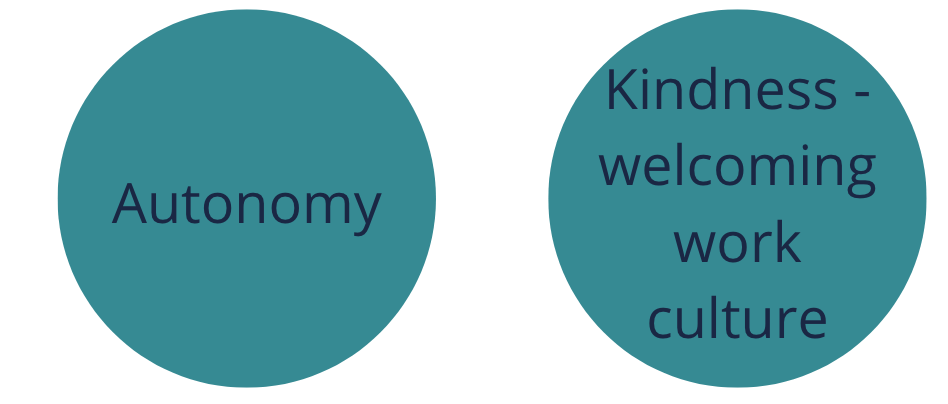 Autonomy
Kindness -
welcoming
work
culture